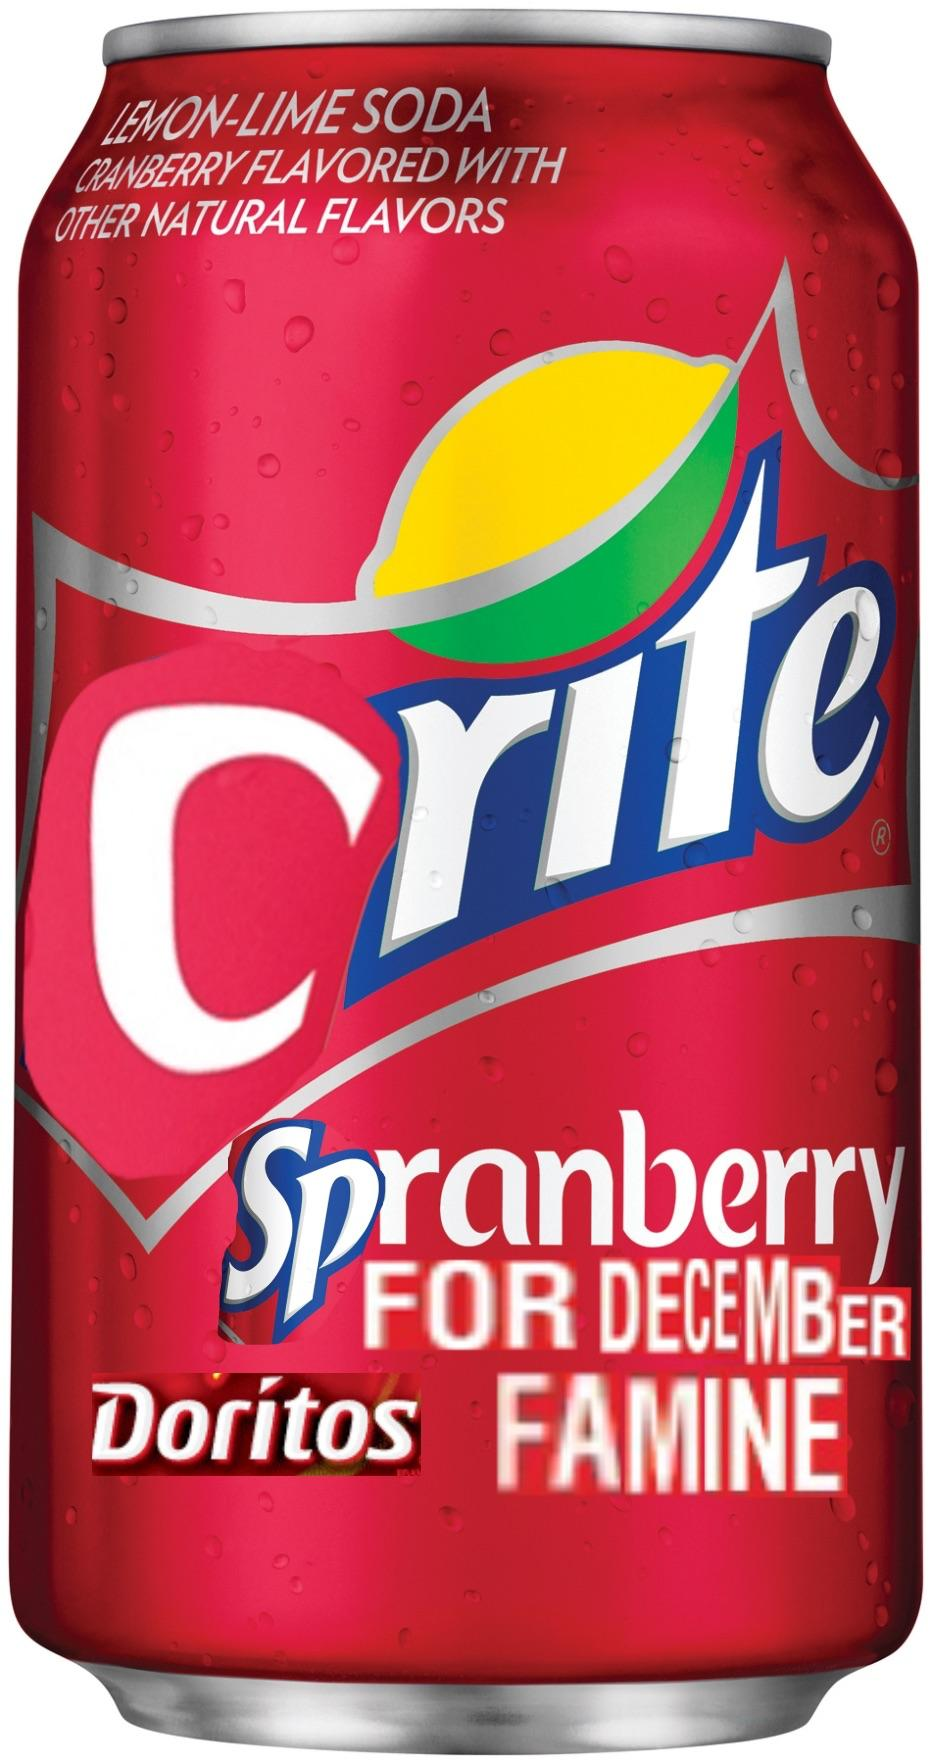 LEMON-LIME SODA
CRANBERRY FLAVORED WITH
OTHER NATURAL FLAVORS
Crite
®
Spranberry
FOR DECEMBER
Doritos FAMINE